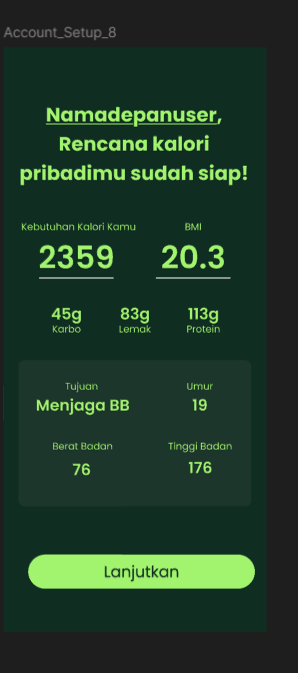 Account_Setup_8
Namadepanuser,
Rencana kalori
pribadimu sudah siap!
Kebutuhan Kalori Kamu BMI
2359 20.3
45g 83g 113g
Karbo Lemak Protein
Tujuan Umur
Menjaga BB 19
Berat Badan Tinggi Badan
76 176
Lanjutkan